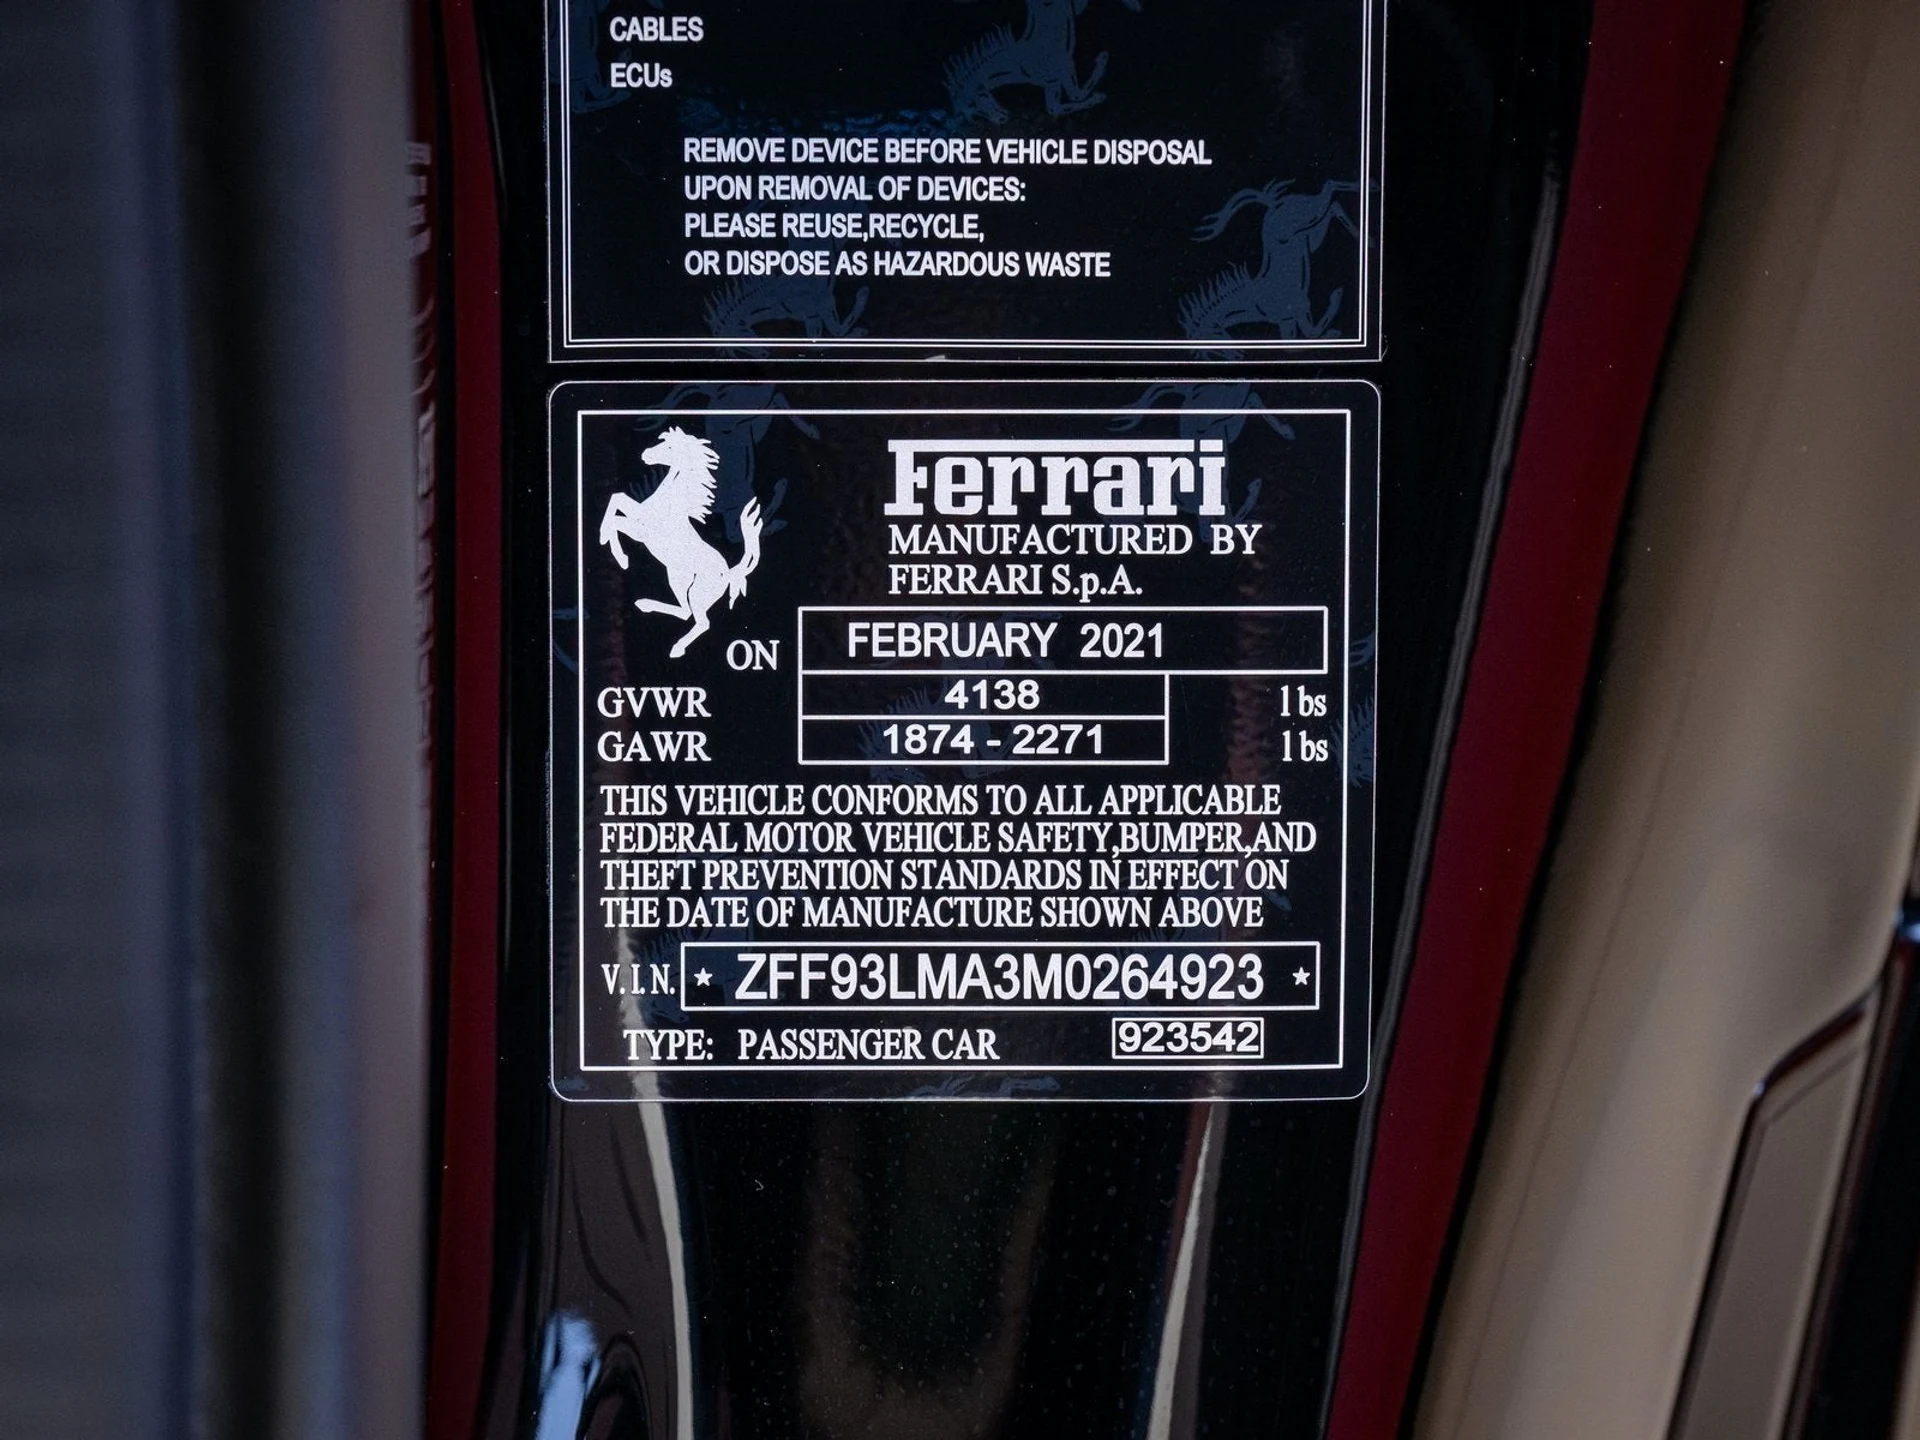 CABLES
ECUs
REMOVE DEVICE BEFORE VEHICLE DISPOSAL
UPON REMOVAL OF DEVICES:
PLEASE REUSE,RECYCLE,
OR DISPOSE AS HAZARDOUS WASTE
Ferrari
MANUFACTURED BY
FERRARI S.p.A.
ON FEBRUARY 2021
GVWR 4138 lbs
GAWR 1874 - 2271 lbs
THIS VEHICLE CONFORMS TO ALL APPLICABLE
FEDERAL MOTOR VEHICLE SAFETY,BUMPER,AND
THEFT PREVENTION STANDARDS IN EFFECT ON
THE DATE OF MANUFACTURE SHOWN ABOVE
V.I.N. ★ ZFF93LMA3M0264923 ★
TYPE: PASSENGER CAR 923542